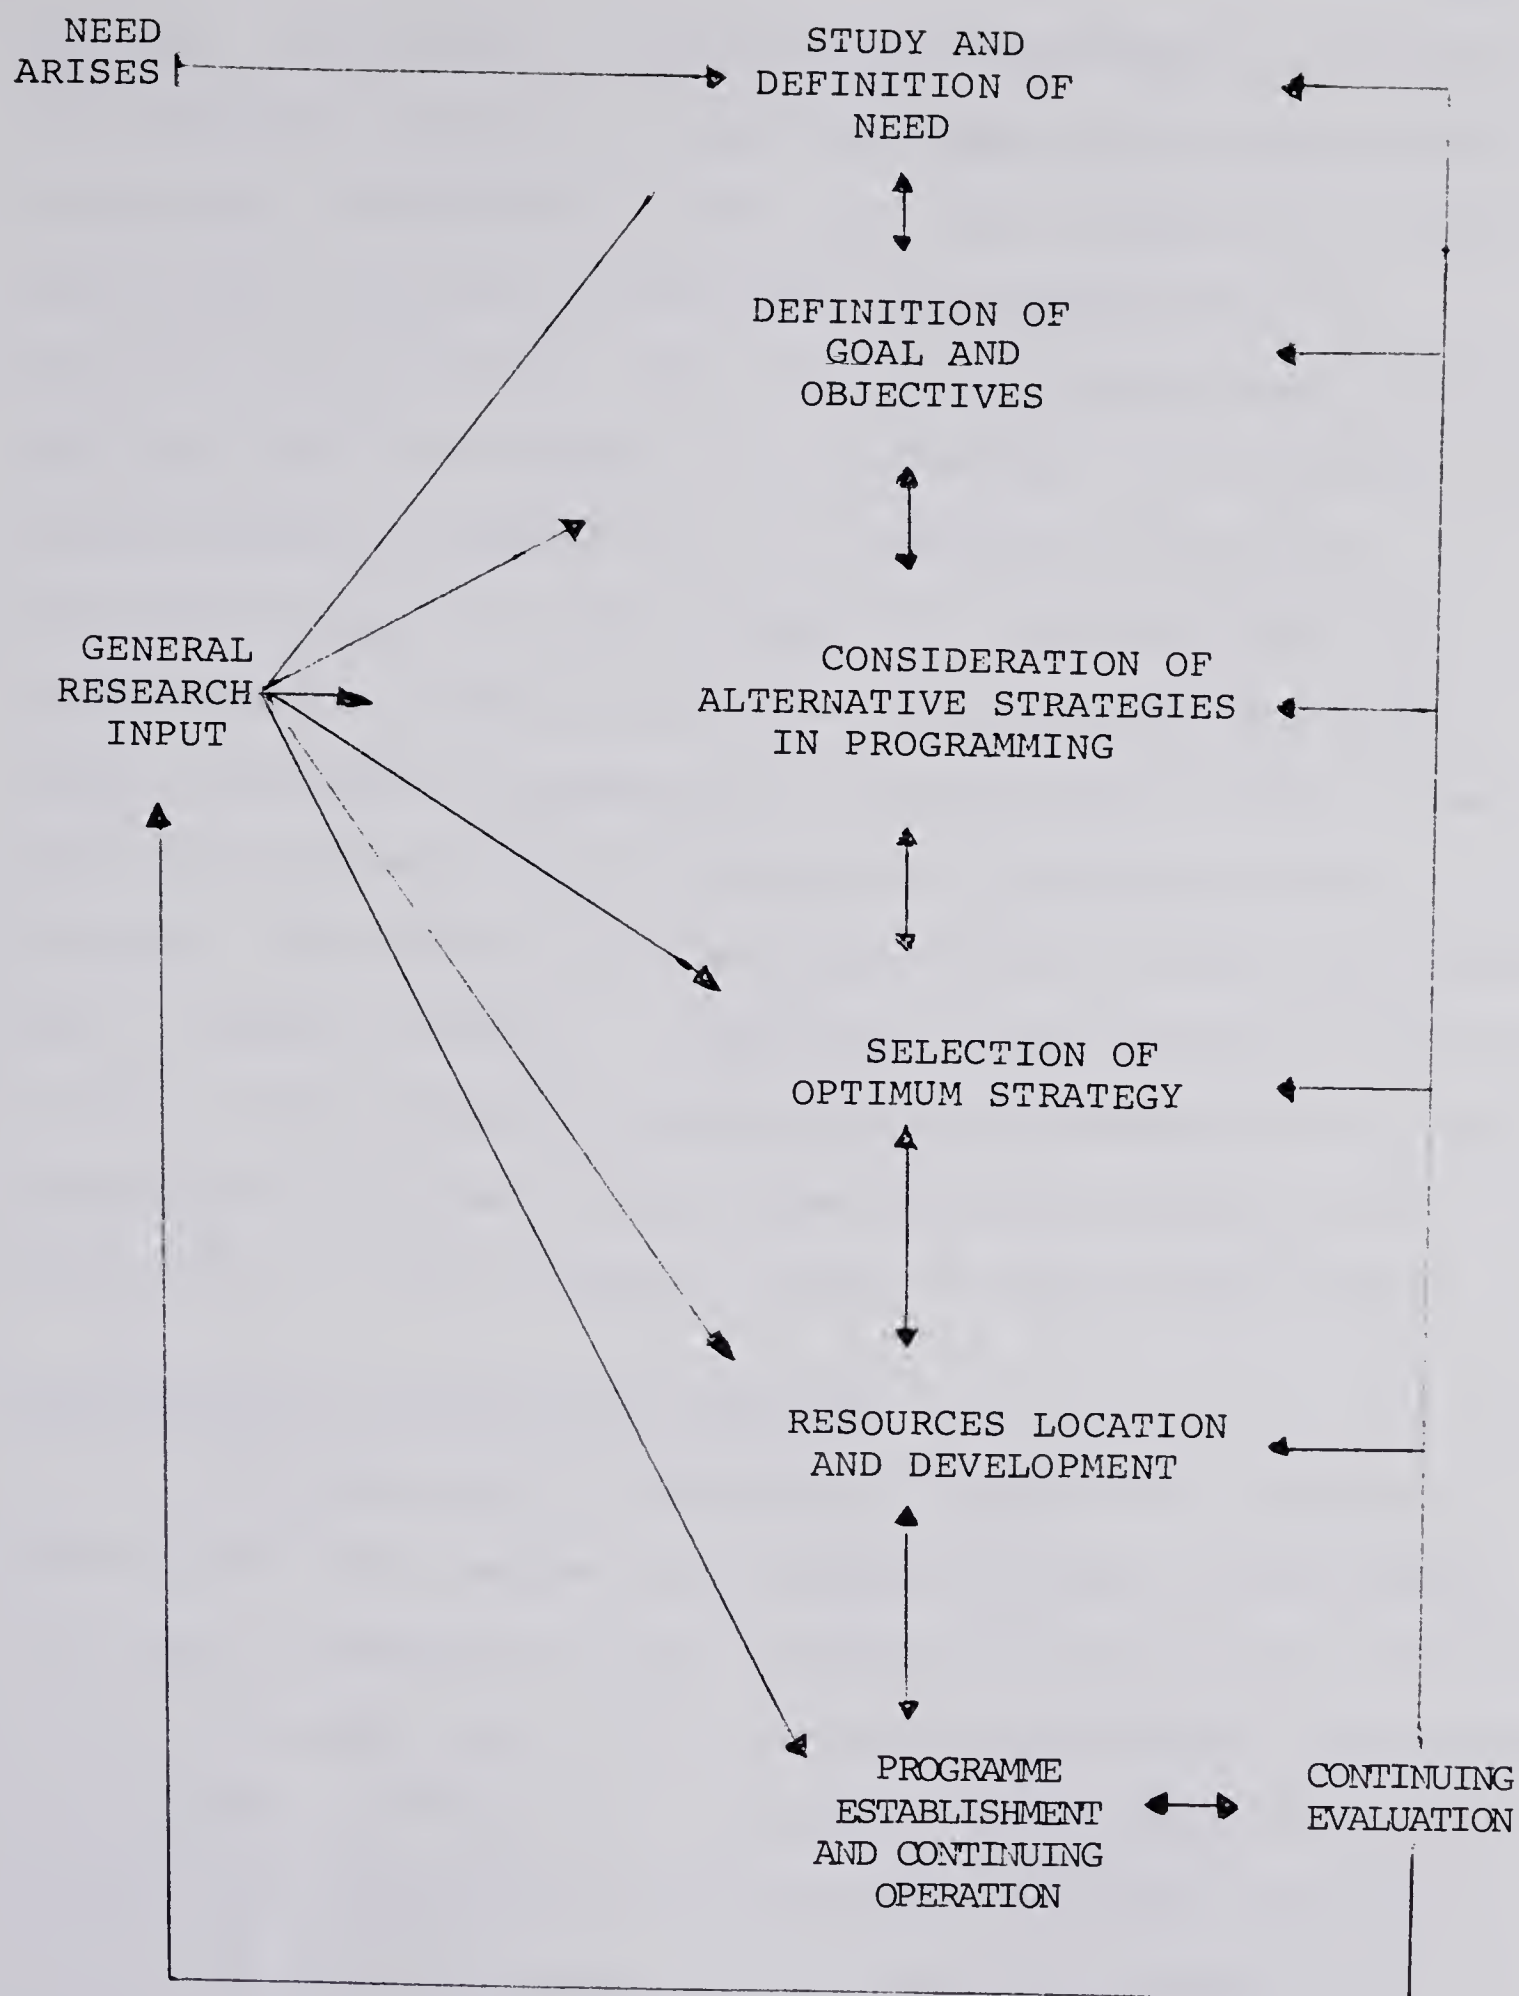 NEED
ARISES
STUDY AND
DEFINITION OF
NEED
DEFINITION OF
GOAL AND
OBJECTIVES
GENERAL
RESEARCH
INPUT
CONSIDERATION OF
ALTERNATIVE STRATEGIES
IN PROGRAMMING
SELECTION OF
OPTIMUM STRATEGY
RESOURCES LOCATION
AND DEVELOPMENT
PROGRAMME
ESTABLISHMENT
AND CONTINUING
OPERATION
CONTINUING
EVALUATION